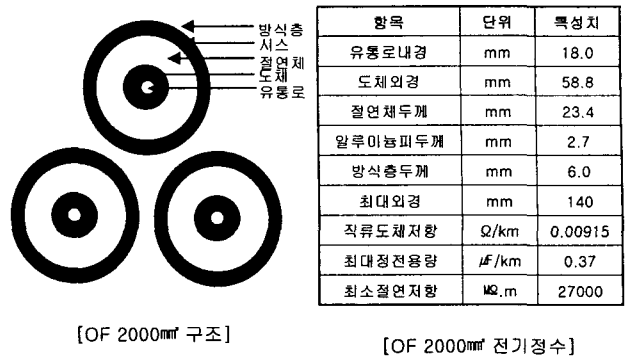 방식층
시스
절연체
도체
유통로
항목 단위 특성치
유통로내경 mm 18.0
도체외경 mm 58.8
절연체두께 mm 23.4
알루미늄피두께 mm 2.7
방식층두께 mm 6.0
최대외경 mm 140
직류도체저항 Ω/km 0.00915
최대정전용량 ㎌/km 0.37
최소절연저항 ㏁.m 27000
[OF 2000㎟ 구조]
[OF 2000㎟ 전기정수]